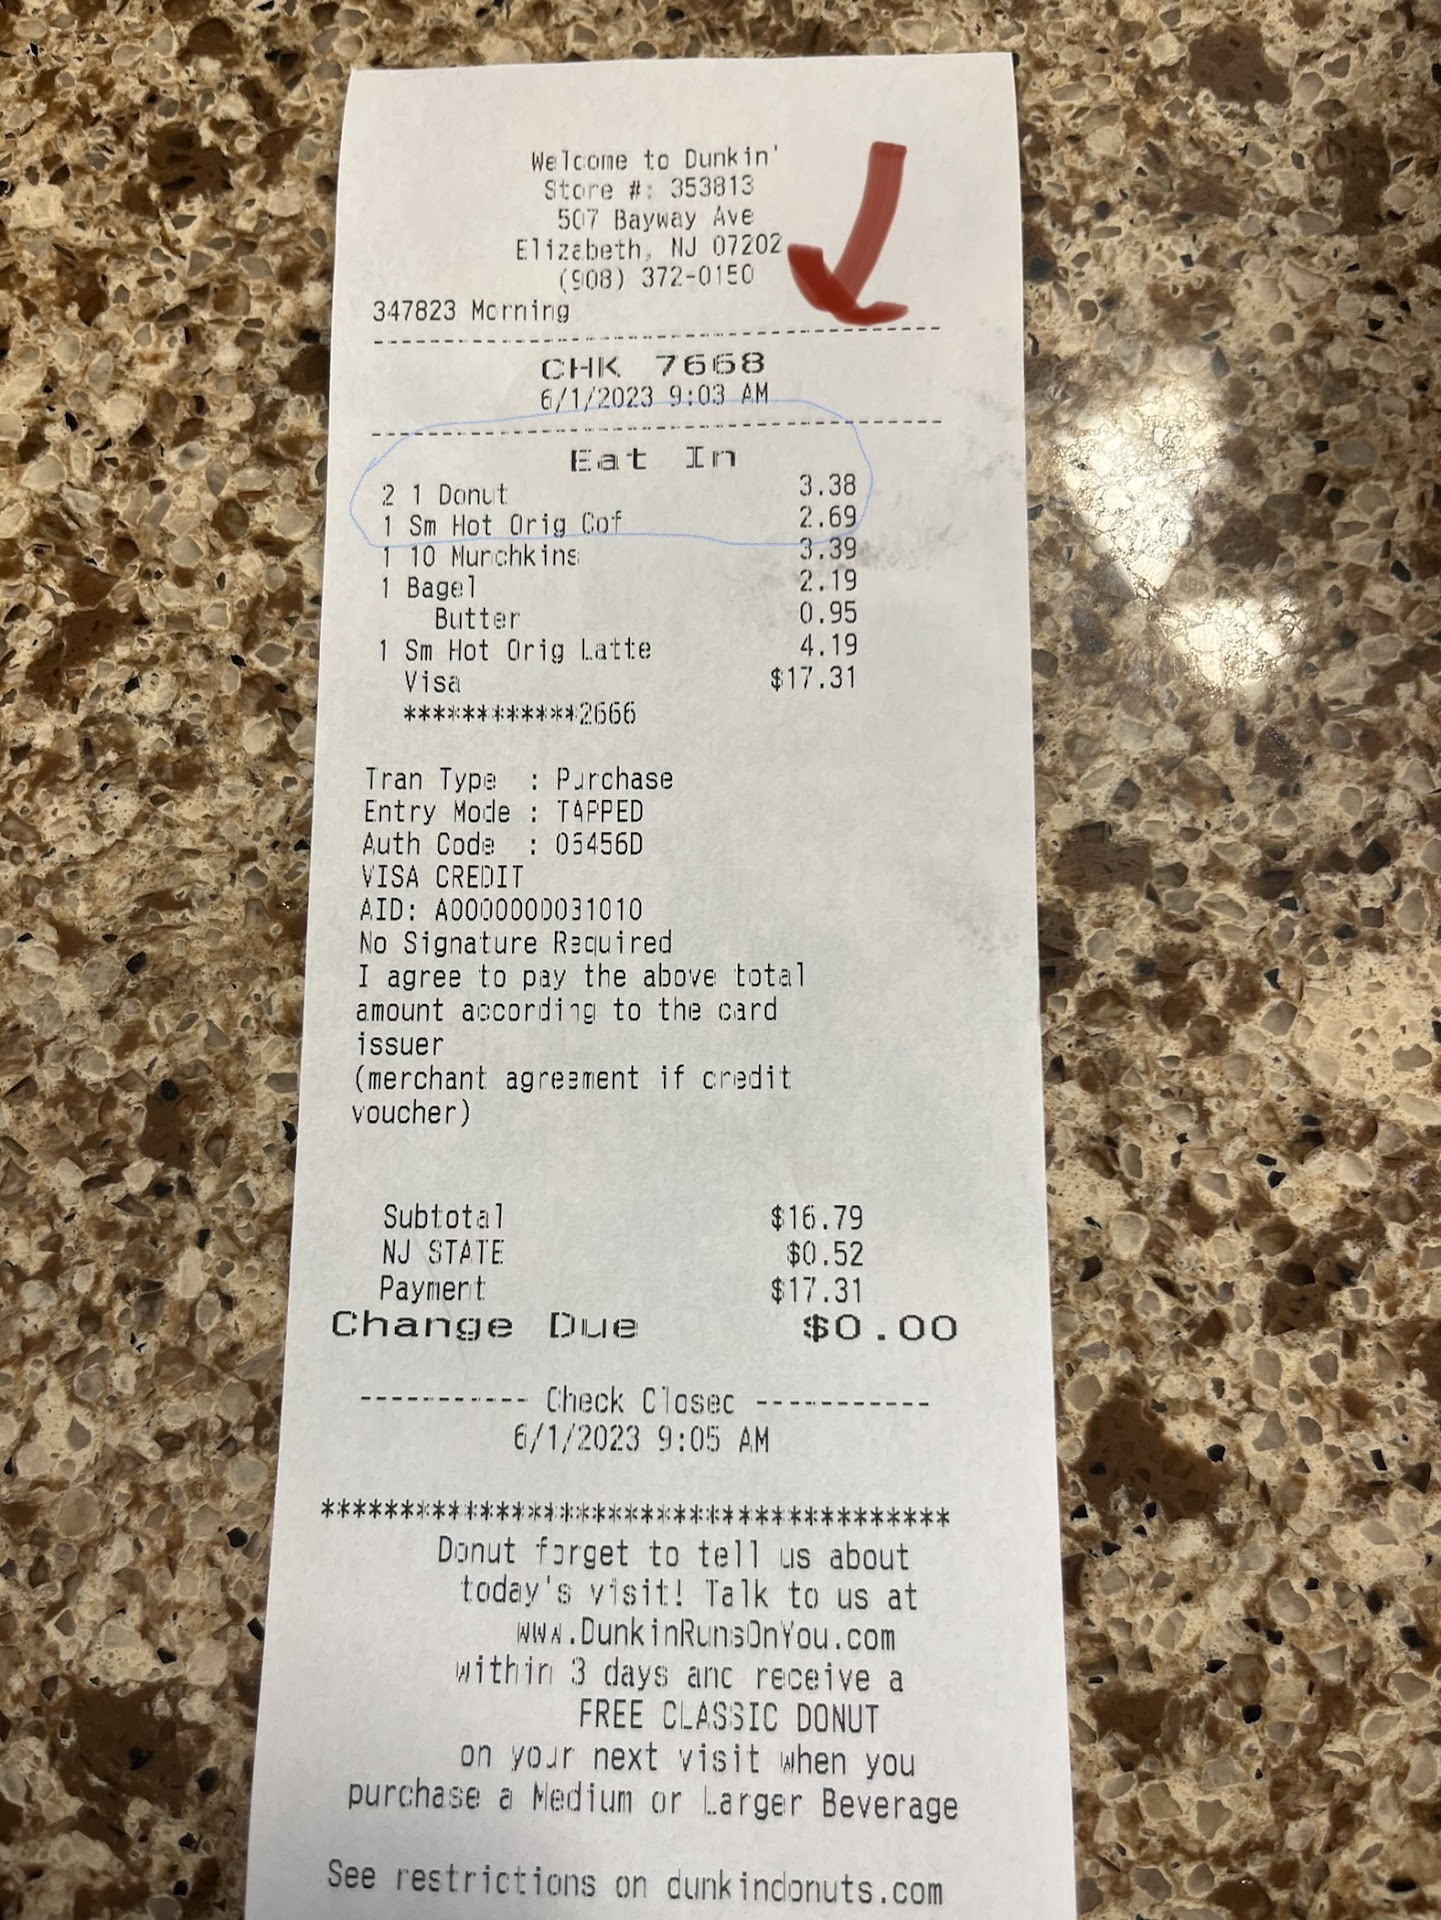 Welcome to Dunkin'
Store #: 353813
507 Bayway Ave
Elizabeth, NJ 07202
(908) 372-0150
347823 Morning
--------------------------------------
CHK 7668
6/1/2023 9:03 AM
--------------------------------------
Eat In
2 1 Donut 3.38
1 Sm Hot Orig Cof 2.69
1 10 Munchkins 3.39
1 Bagel 2.19
Butter 0.95
1 Sm Hot Orig Latte 4.19
Visa $17.31
************2666
Tran Type : Purchase
Entry Mode : TAPPED
Auth Code :
VISA CREDIT
AID: A0000000031010
No Signature Required
I agree to pay the above total
amount according to the card
issuer
(merchant agreement if credit
voucher)
Subtotal $16.79
NJ STATE $0.52
Payment $17.31
Change Due $0.00
----------- Check Closed -----------
6/1/2023 9:05 AM
****************************************
Donut forget to tell us about
today's visit! Talk to us at
www.DunkinRunsOnYou.com
within 3 days and receive a
FREE CLASSIC DONUT
on your next visit when you
purchase a Medium or Larger Beverage
See restrictions on dunkindonuts.com